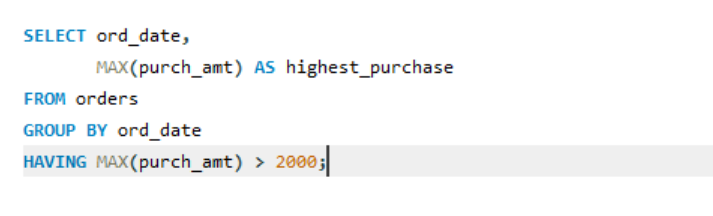 SELECT ord_date,
MAX(purch_amt) AS highest_purchase
FROM orders
GROUP BY ord_date
HAVING MAX(purch_amt) > 2000;